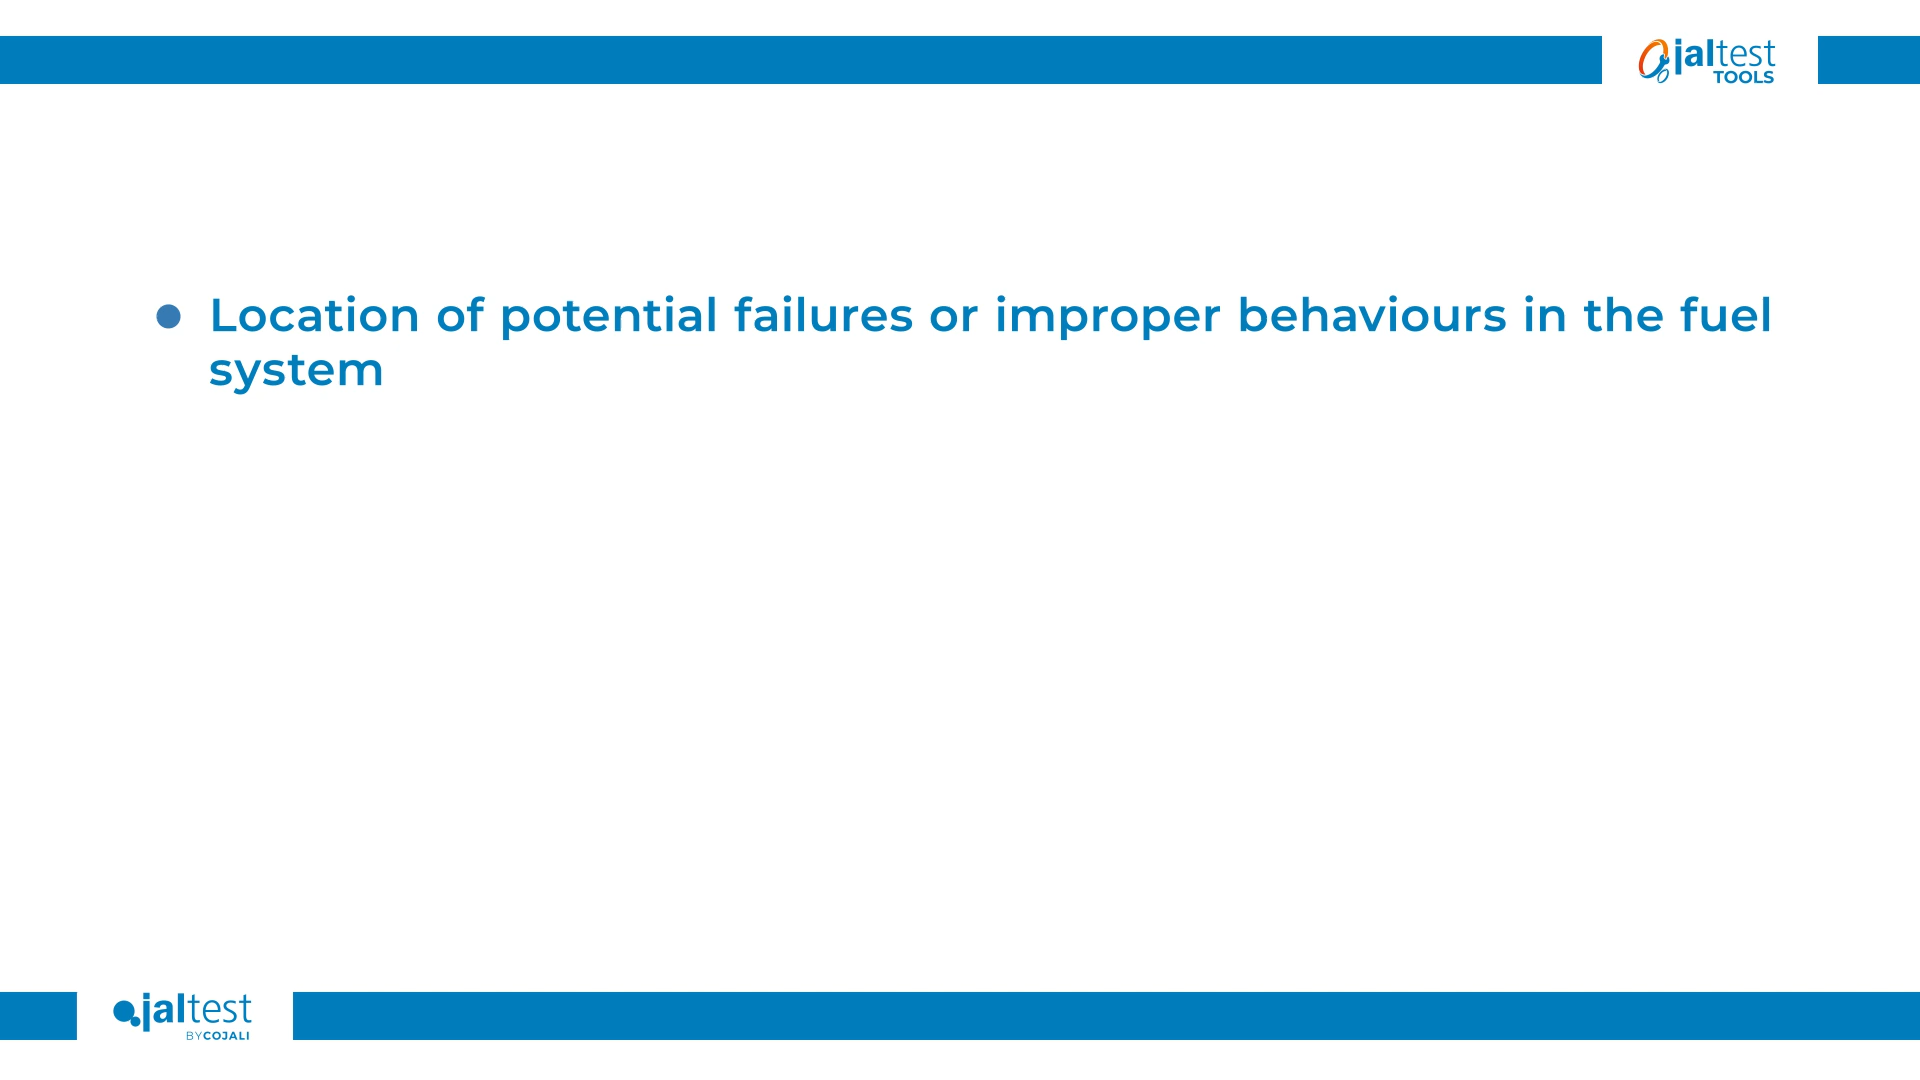 jaltest
TOOLS
Location of potential failures or improper behaviours in the fuel
system
jaltest
BYCOJALI